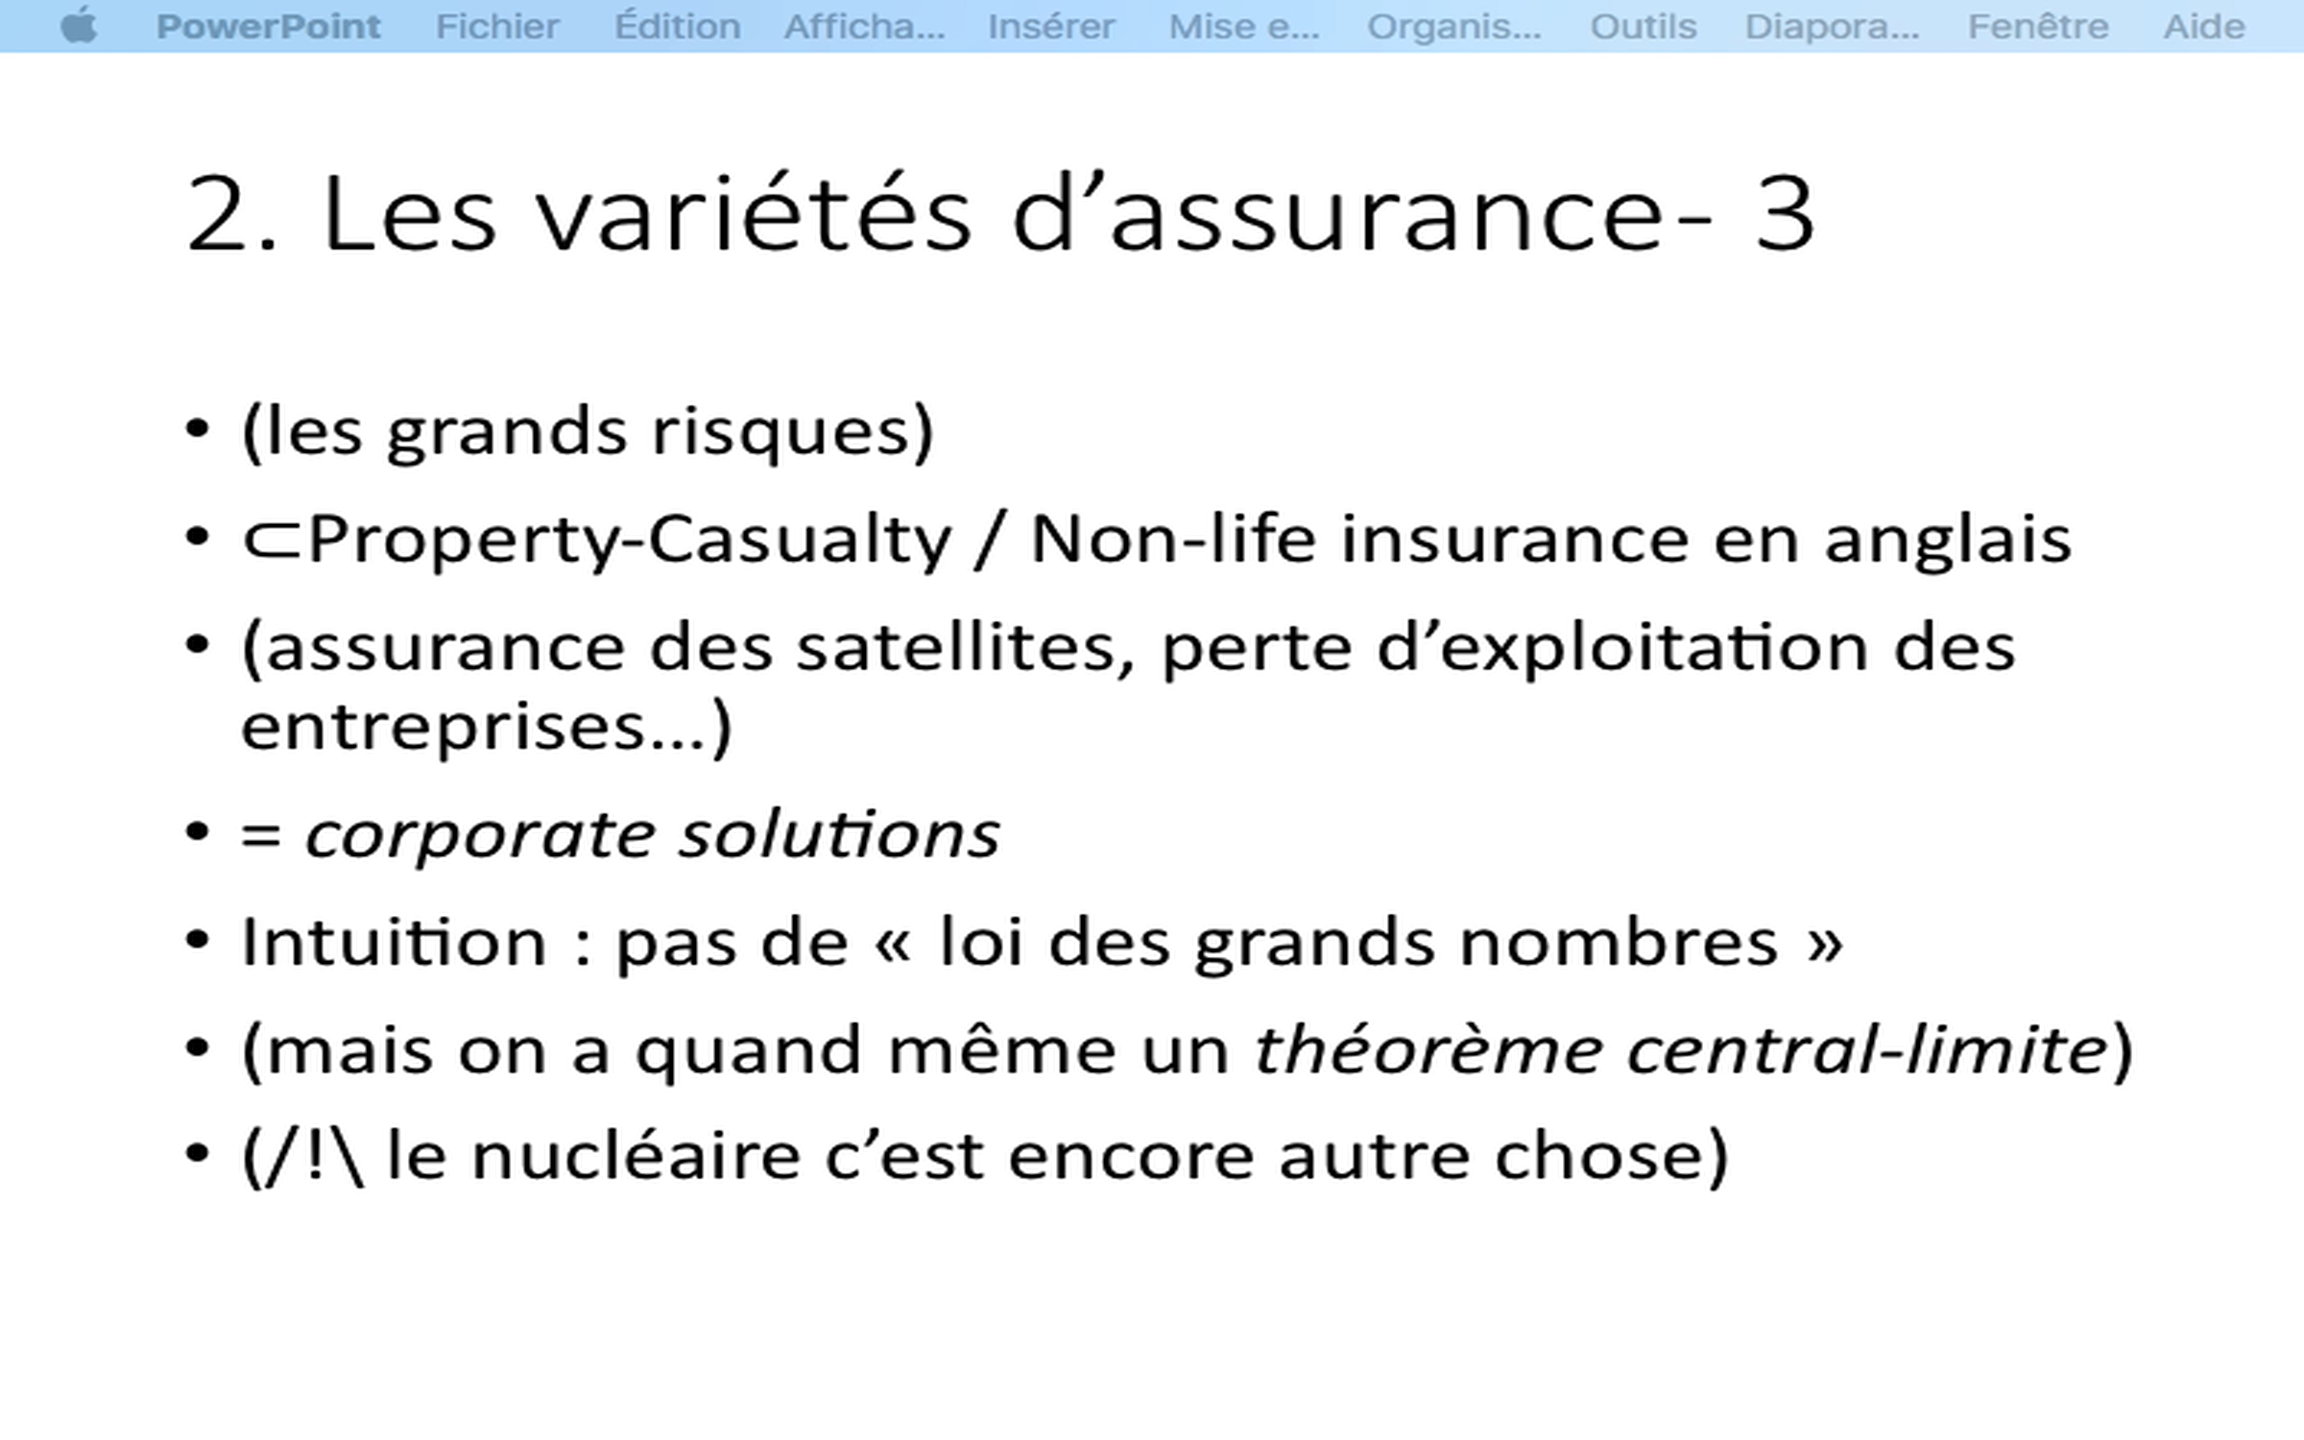 PowerPoint Fichier Édition Afficha... Insérer Mise e... Organis... Outils Diapora... Fenêtre Aide
2. Les variétés d’assurance- 3
• (les grands risques)
• ⊂Property-Casualty / Non-life insurance en anglais
• (assurance des satellites, perte d’exploitation des
entreprises…)
• = corporate solutions
• Intuition : pas de « loi des grands nombres »
• (mais on a quand même un théorème central-limite)
• (/!\ le nucléaire c’est encore autre chose)